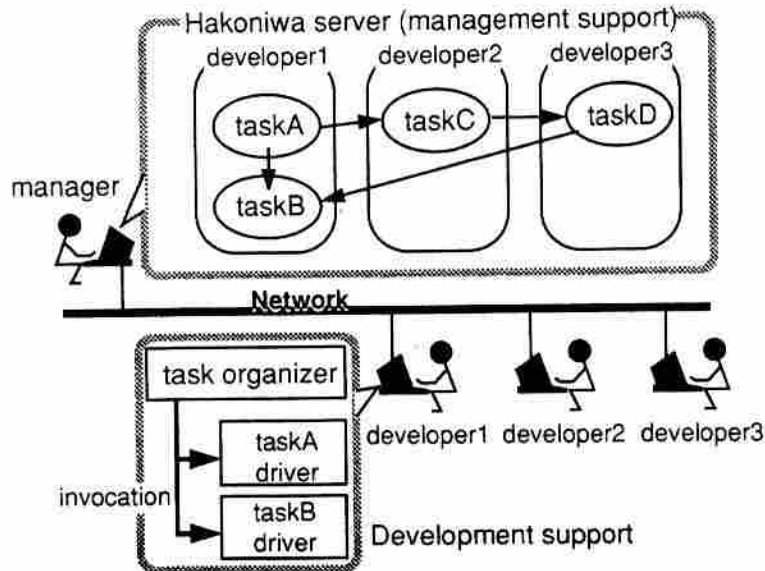 Hakoniwa server (management support)
developer1 developer2 developer3
taskA taskC taskD
taskB
manager
Network
task organizer
taskA
driver
invocation
taskB
driver
developer1 developer2 developer3
Development support